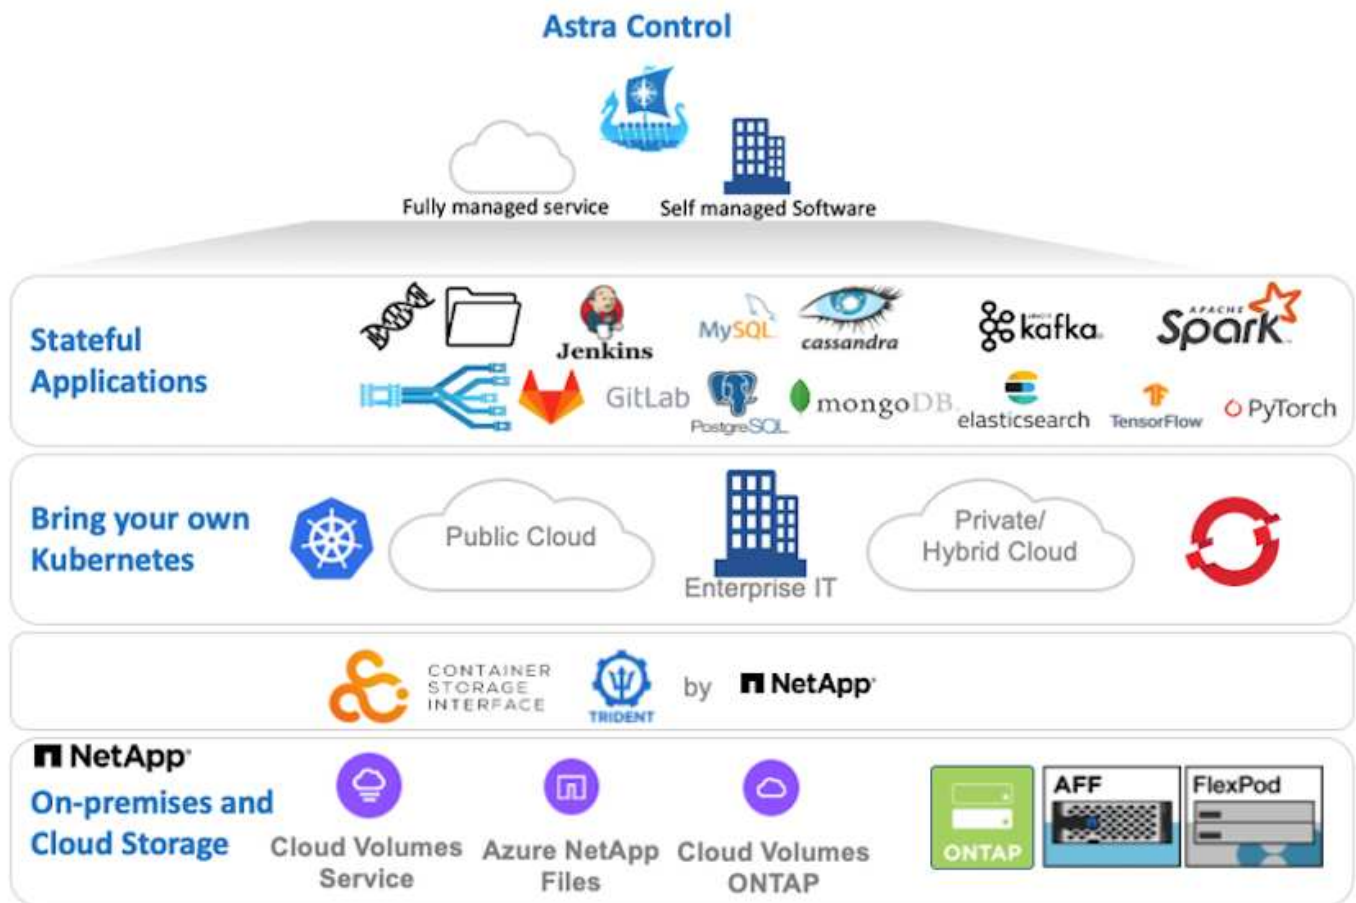 Astra Control
Fully managed service
Self managed Software
Stateful
Applications
Jenkins
MySQL
cassandra
kafka
APACHE
Spark
GitLab
PostgreSQL
mongoDB
elasticsearch
TensorFlow
PyTorch
Bring your own
Kubernetes
Public Cloud
Enterprise IT
Private/
Hybrid Cloud
CONTAINER
STORAGE
INTERFACE
TRIDENT
by
NetApp
NetApp
On-premises and
Cloud Storage
Cloud Volumes
Service
Azure NetApp
Files
Cloud Volumes
ONTAP
ONTAP
AFF
FlexPod